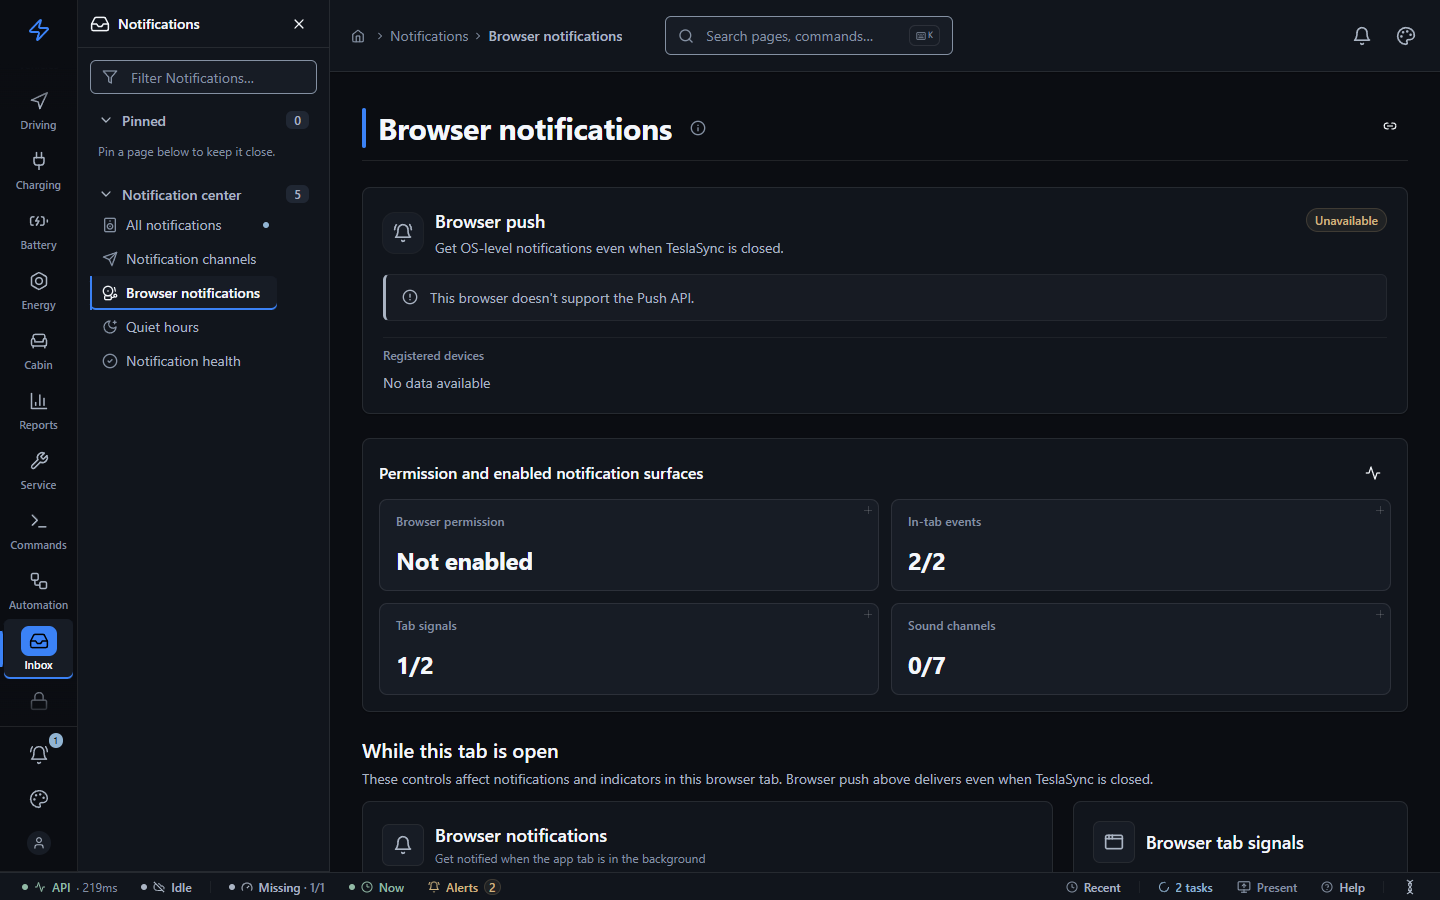 Notifications
Notifications
Browser notifications
Search pages, commands...
K
Filter Notifications...
Pinned
0
Pin a page below to keep it close.
Notification center
5
All notifications
Notification channels
Browser notifications
Quiet hours
Notification health
Driving
Charging
Battery
Energy
Cabin
Reports
Service
Commands
Automation
Inbox
1
Browser notifications
Browser push
Unavailable
Get OS-level notifications even when TeslaSync is closed.
This browser doesn't support the Push API.
Registered devices
No data available
Permission and enabled notification surfaces
Browser permission
Not enabled
In-tab events
2/2
Tab signals
1/2
Sound channels
0/7
While this tab is open
These controls affect notifications and indicators in this browser tab. Browser push above delivers even when TeslaSync is closed.
Browser notifications
Get notified when the app tab is in the background
Browser tab signals
API · 219ms
Idle
Missing · 1/1
Now
Alerts 2
Recent
2 tasks
Present
Help